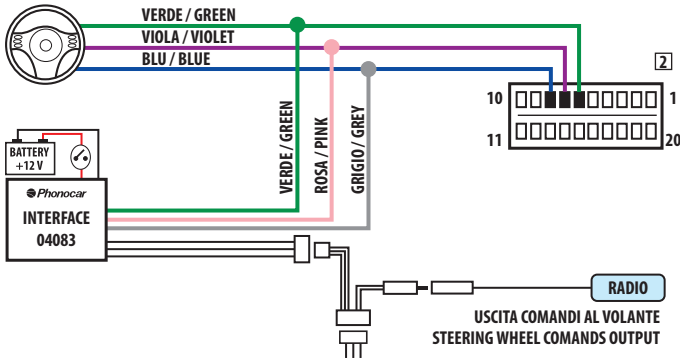 VERDE / GREEN
VIOLA / VIOLET
BLU / BLUE
2
10
1
11
20
VERDE / GREEN
ROSA / PINK
GRIGIO / GREY
BATTERY
+12 V
Phonocar
INTERFACE
04083
RADIO
USCITA COMANDI AL VOLANTE
STEERING WHEEL COMANDS OUTPUT